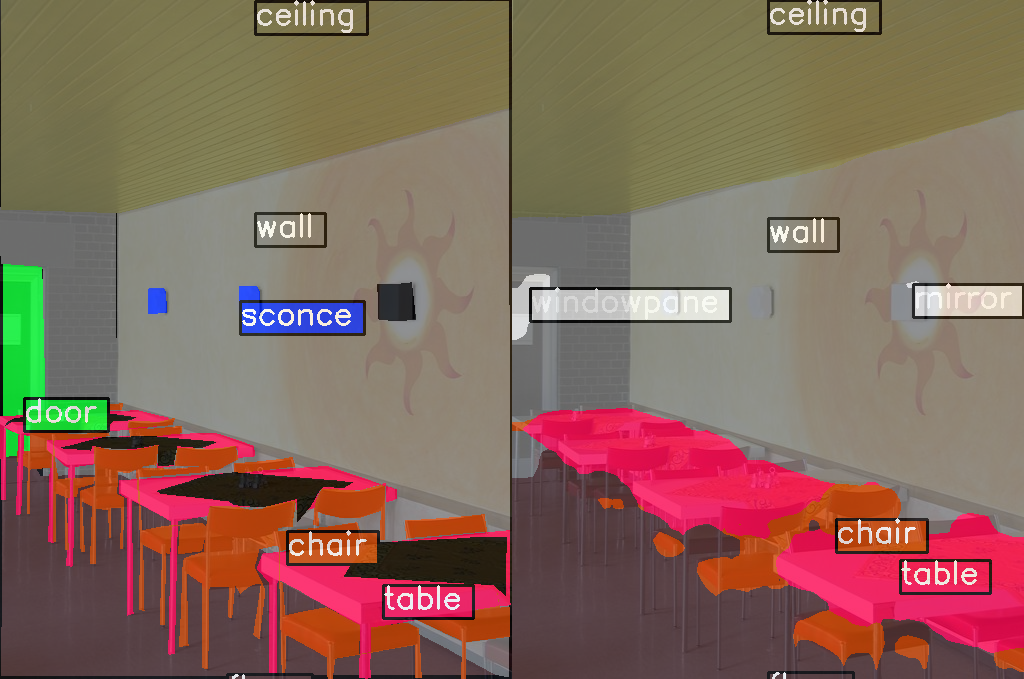 ceiling
wall
sconce
door
chair
table
ceiling
wall
windowpane
mirror
chair
table